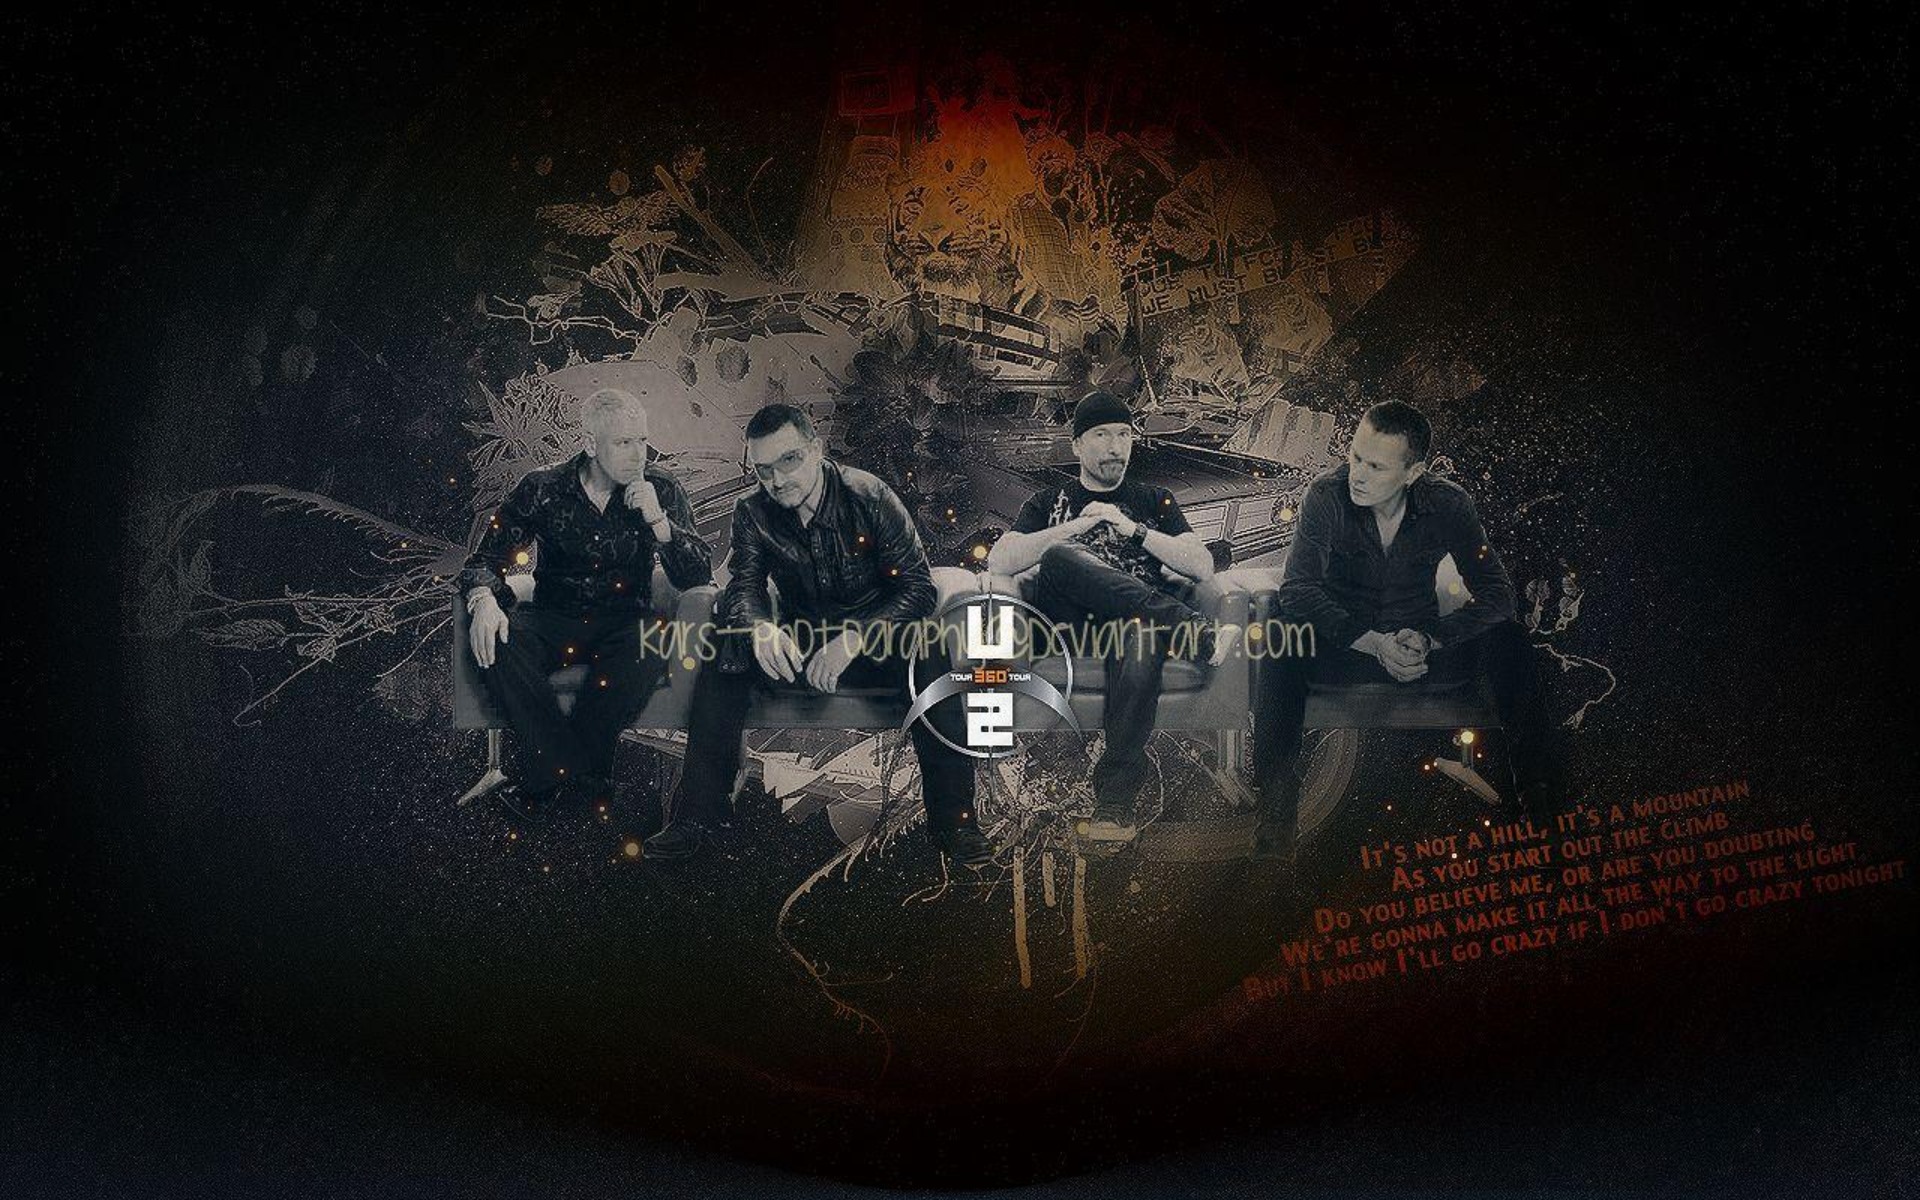 WE MUST
kars-photography@Deviantart.com
U
TOUR 360° TOUR
2
IT'S NOT A HILL, IT'S A MOUNTAIN
AS YOU START OUT THE CLIMB
DO YOU BELIEVE ME, OR ARE YOU DOUBTING
WE'RE GONNA MAKE IT ALL THE WAY TO THE LIGHT
BUT I KNOW I'LL GO CRAZY IF I DON'T GO CRAZY TONIGHT